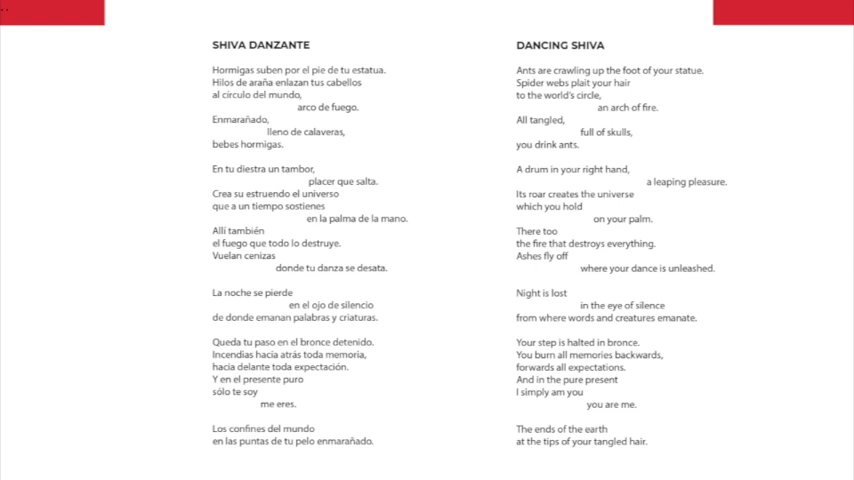 SHIVA DANZANTE
Hormigas suben por el pie de tu estatua.
Hilos de araña enlazan tus cabellos
al círculo del mundo,
arco de fuego.
Enmarañado,
lleno de calaveras,
bebes hormigas.
En tu diestra un tambor,
placer que salta.
Crea su estruendo el universo
que a un tiempo sostienes
en la palma de la mano.
Allí también
el fuego que todo lo destruye.
Vuelan cenizas
donde tu danza se desata.
La noche se pierde
en el ojo de silencio
de donde emanan palabras y criaturas.
Queda tu paso en el bronce detenido.
Incendias hacia atrás toda memoria,
hacia delante toda expectación.
Y en el presente puro
sólo te soy
me eres.
Los confines del mundo
en las puntas de tu pelo enmarañado.
DANCING SHIVA
Ants are crawling up the foot of your statue.
Spider webs plait your hair
to the world's circle,
an arch of fire.
All tangled,
full of skulls,
you drink ants.
A drum in your right hand,
a leaping pleasure.
Its roar creates the universe
which you hold
on your palm.
There too
the fire that destroys everything.
Ashes fly off
where your dance is unleashed.
Night is lost
in the eye of silence
from where words and creatures emanate.
Your step is halted in bronze.
You burn all memories backwards,
forwards all expectations.
And in the pure present
I simply am you
you are me.
The ends of the earth
at the tips of your tangled hair.